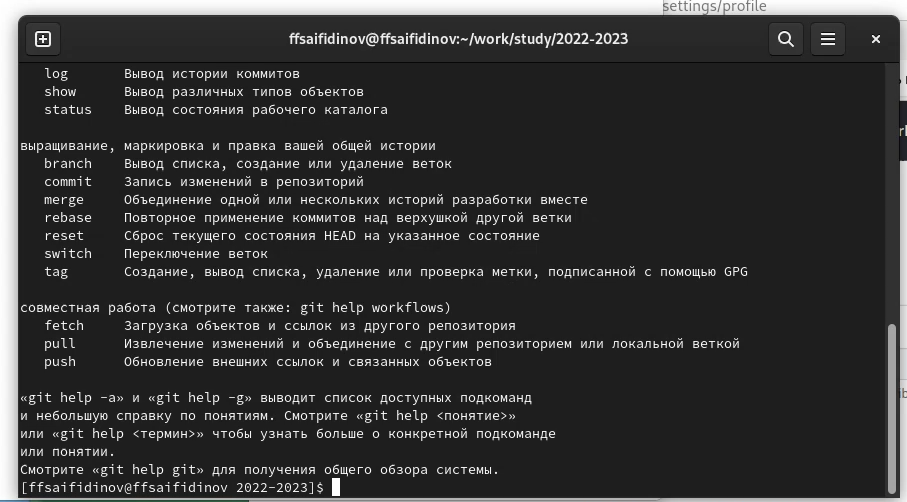 settings/profile
ffsaifidinov@ffsaifidinov:~/work/study/2022-2023
log Вывод истории коммитов
show Вывод различных типов объектов
status Вывод состояния рабочего каталога
выращивание, маркировка и правка вашей общей истории
branch Вывод списка, создание или удаление веток
commit Запись изменений в репозиторий
merge Объединение одной или нескольких историй разработки вместе
rebase Повторное применение коммитов над верхушкой другой ветки
reset Сброс текущего состояния HEAD на указанное состояние
switch Переключение веток
tag Создание, вывод списка, удаление или проверка метки, подписанной с помощью GPG
совместная работа (смотрите также: git help workflows)
fetch Загрузка объектов и ссылок из другого репозитория
pull Извлечение изменений и объединение с другим репозиторием или локальной веткой
push Обновление внешних ссылок и связанных объектов
«git help -a» и «git help -g» выводит список доступных подкоманд
и небольшую справку по понятиям. Смотрите «git help <понятие>»
или «git help <термин>» чтобы узнать больше о конкретной подкоманде
или понятии.
Смотрите «git help git» для получения общего обзора системы.
[ffsaifidinov@ffsaifidinov 2022-2023]$